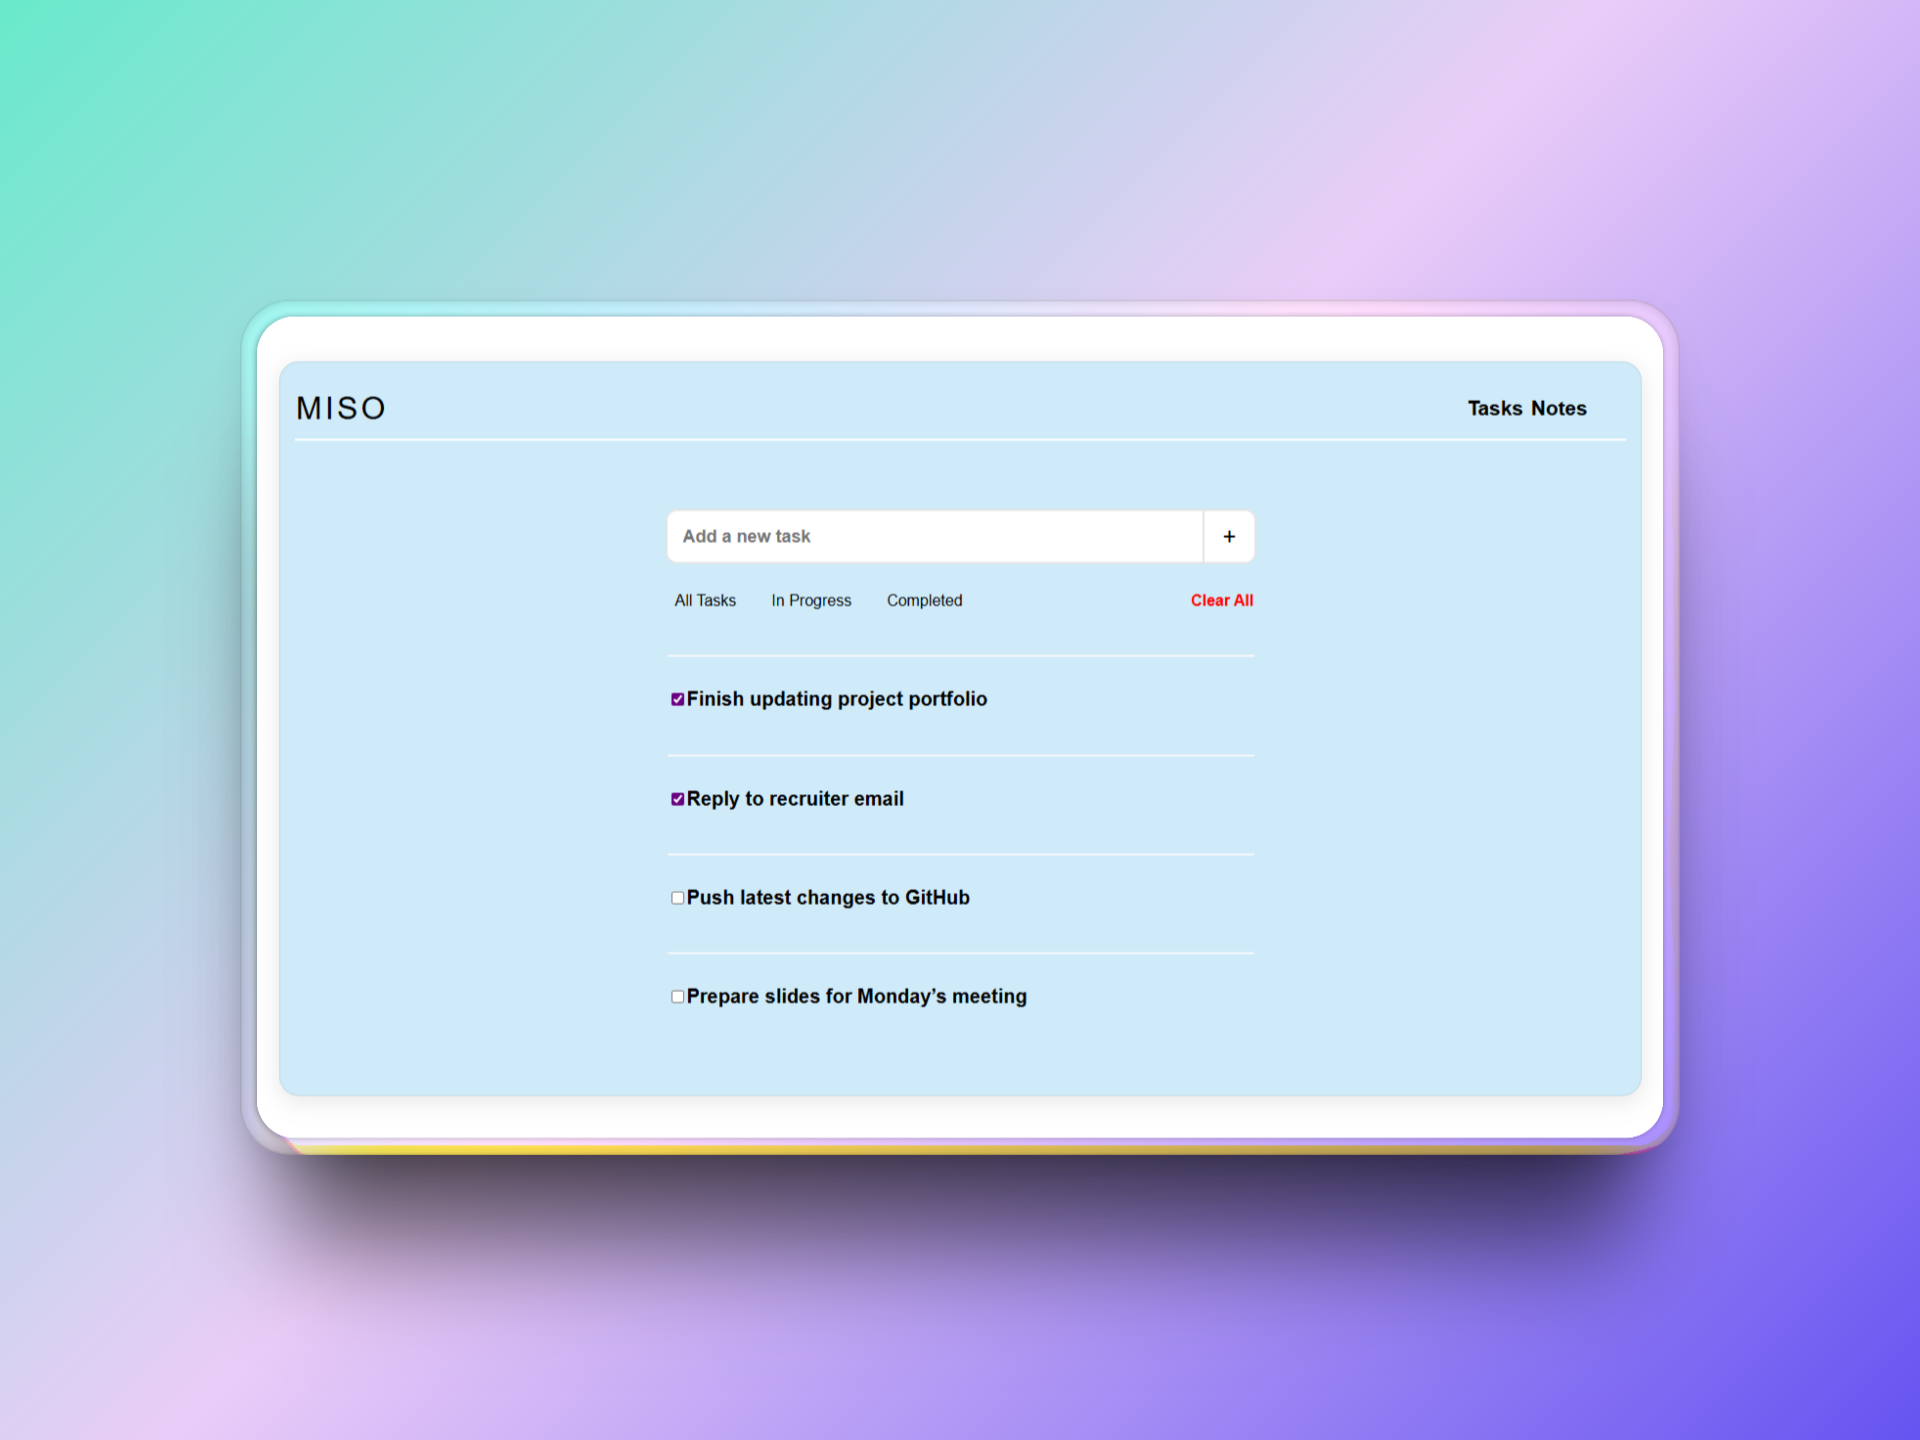 MISO
Tasks Notes
Add a new task +
All Tasks In Progress Completed Clear All
Finish updating project portfolio
Reply to recruiter email
Push latest changes to GitHub
Prepare slides for Monday’s meeting